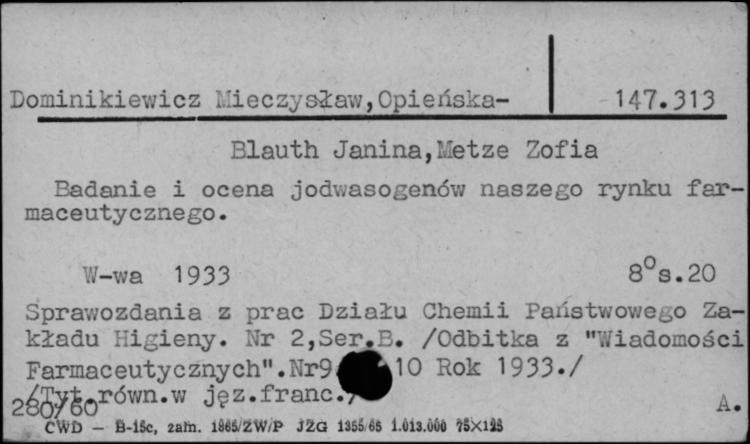 Dominikiewicz Mieczysław,Opieńska- 147.313
Blauth Janina,Metze Zofia
Badanie i ocena jodwasogenów naszego rynku far-
maceutycznego.
W-wa 1933 8°s.20
Sprawozdania z prac Działu Chemii Państwowego Za-
kładu Higieny. Nr 2,Ser.B. /Odbitka z "Wiadomości
Farmaceutycznych".Nr9 10 Rok 1933./
/Tyt.równ.w jęz.franc./
280/60 A.
CWD — B-15c, zam. 1865/ZW/P JZG 1355/65 1.013.000 75×125